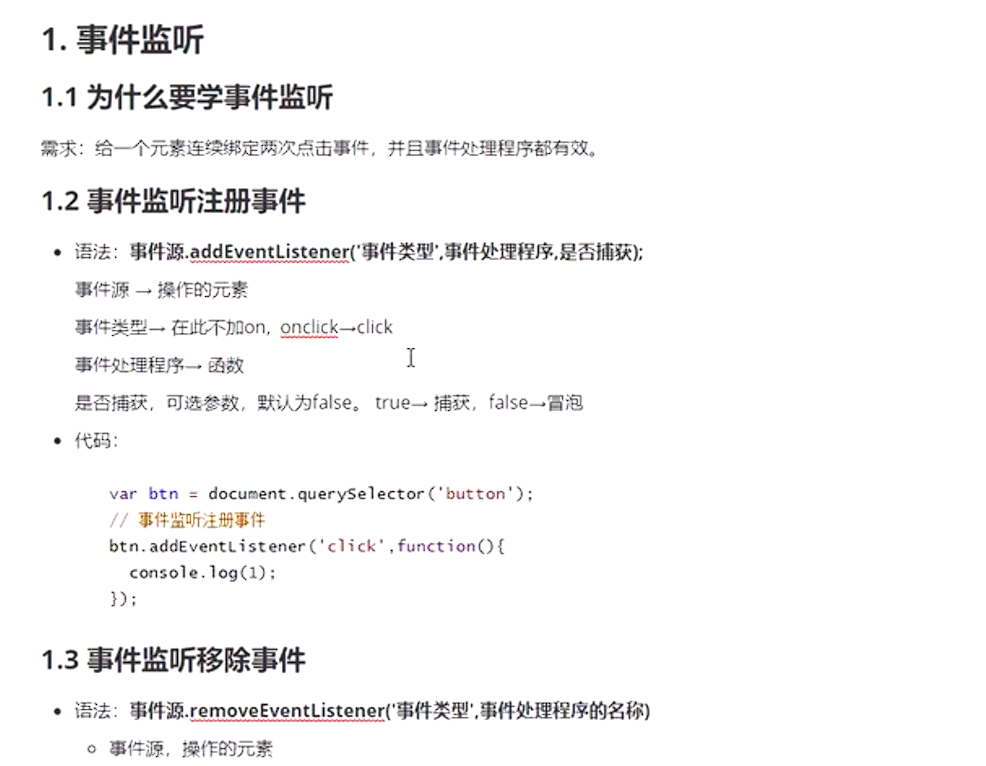 1. 事件监听
1.1 为什么要学事件监听
需求：给一个元素连续绑定两次点击事件，并且事件处理程序都有效。
1.2 事件监听注册事件
• 语法：事件源.addEventListener('事件类型',事件处理程序,是否捕获);
事件源 → 操作的元素
事件类型→ 在此不加on，onclick→click
事件处理程序→ 函数
是否捕获，可选参数，默认为false。 true→ 捕获，false→冒泡
• 代码：
var btn = document.querySelector('button');
// 事件监听注册事件
btn.addEventListener('click',function(){
  console.log(1);
});
1.3 事件监听移除事件
• 语法：事件源.removeEventListener('事件类型',事件处理程序的名称)
○ 事件源，操作的元素